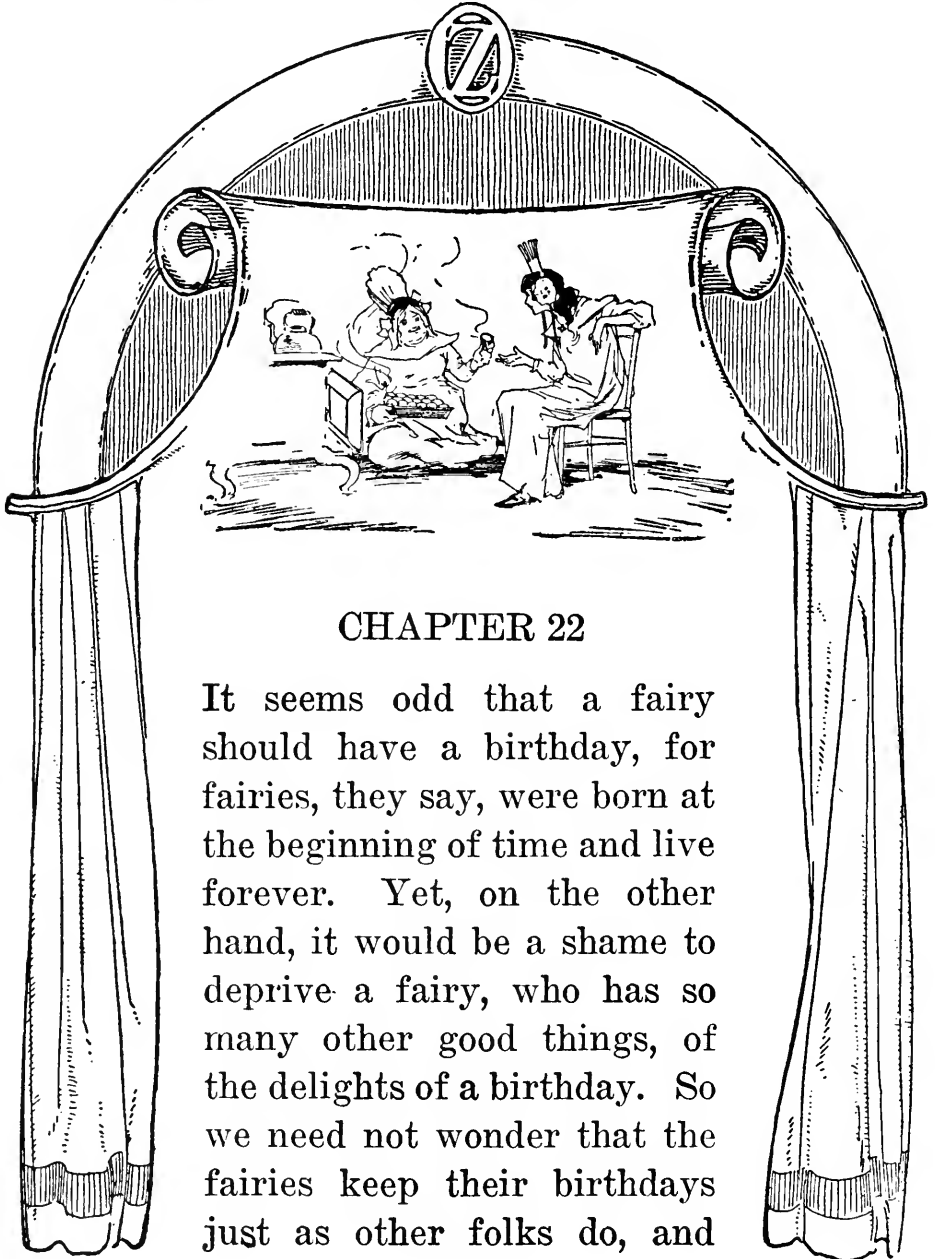 OZ
CHAPTER 22
It seems odd that a fairy
should have a birthday, for
fairies, they say, were born at
the beginning of time and live
forever. Yet, on the other
hand, it would be a shame to
deprive a fairy, who has so
many other good things, of
the delights of a birthday. So
we need not wonder that the
fairies keep their birthdays
just as other folks do, and